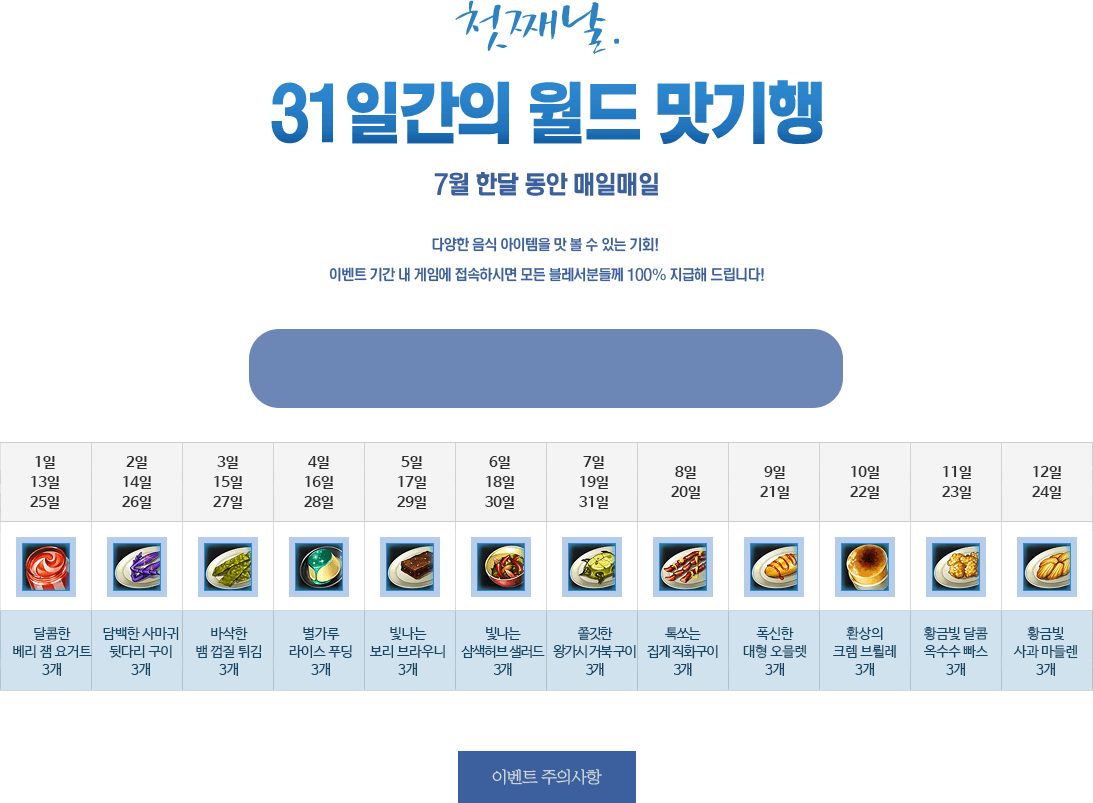 첫째날.
31일간의 월드 맛기행
7월 한달 동안 매일매일
다양한 음식 아이템을 맛 볼 수 있는 기회!
이벤트 기간 내 게임에 접속하시면 모든 블레서분들께 100% 지급해 드립니다!
1일
13일
25일
2일
14일
26일
3일
15일
27일
4일
16일
28일
5일
17일
29일
6일
18일
30일
7일
19일
31일
8일
20일
9일
21일
10일
22일
11일
23일
12일
24일
달콤한
베리 잼 요거트
3개
담백한 사마귀
뒷다리 구이
3개
바삭한
뱀 껍질 튀김
3개
별가루
라이스 푸딩
3개
빛나는
보리 브라우니
3개
빛나는
삼색허브 샐러드
3개
쫄깃한
왕가시 거북 구이
3개
톡쏘는
집게 직화구이
3개
폭신한
대형 오믈렛
3개
환상의
크렘 브륄레
3개
황금빛 달콤
옥수수 빠스
3개
황금빛
사과 마들렌
3개
이벤트 주의사항